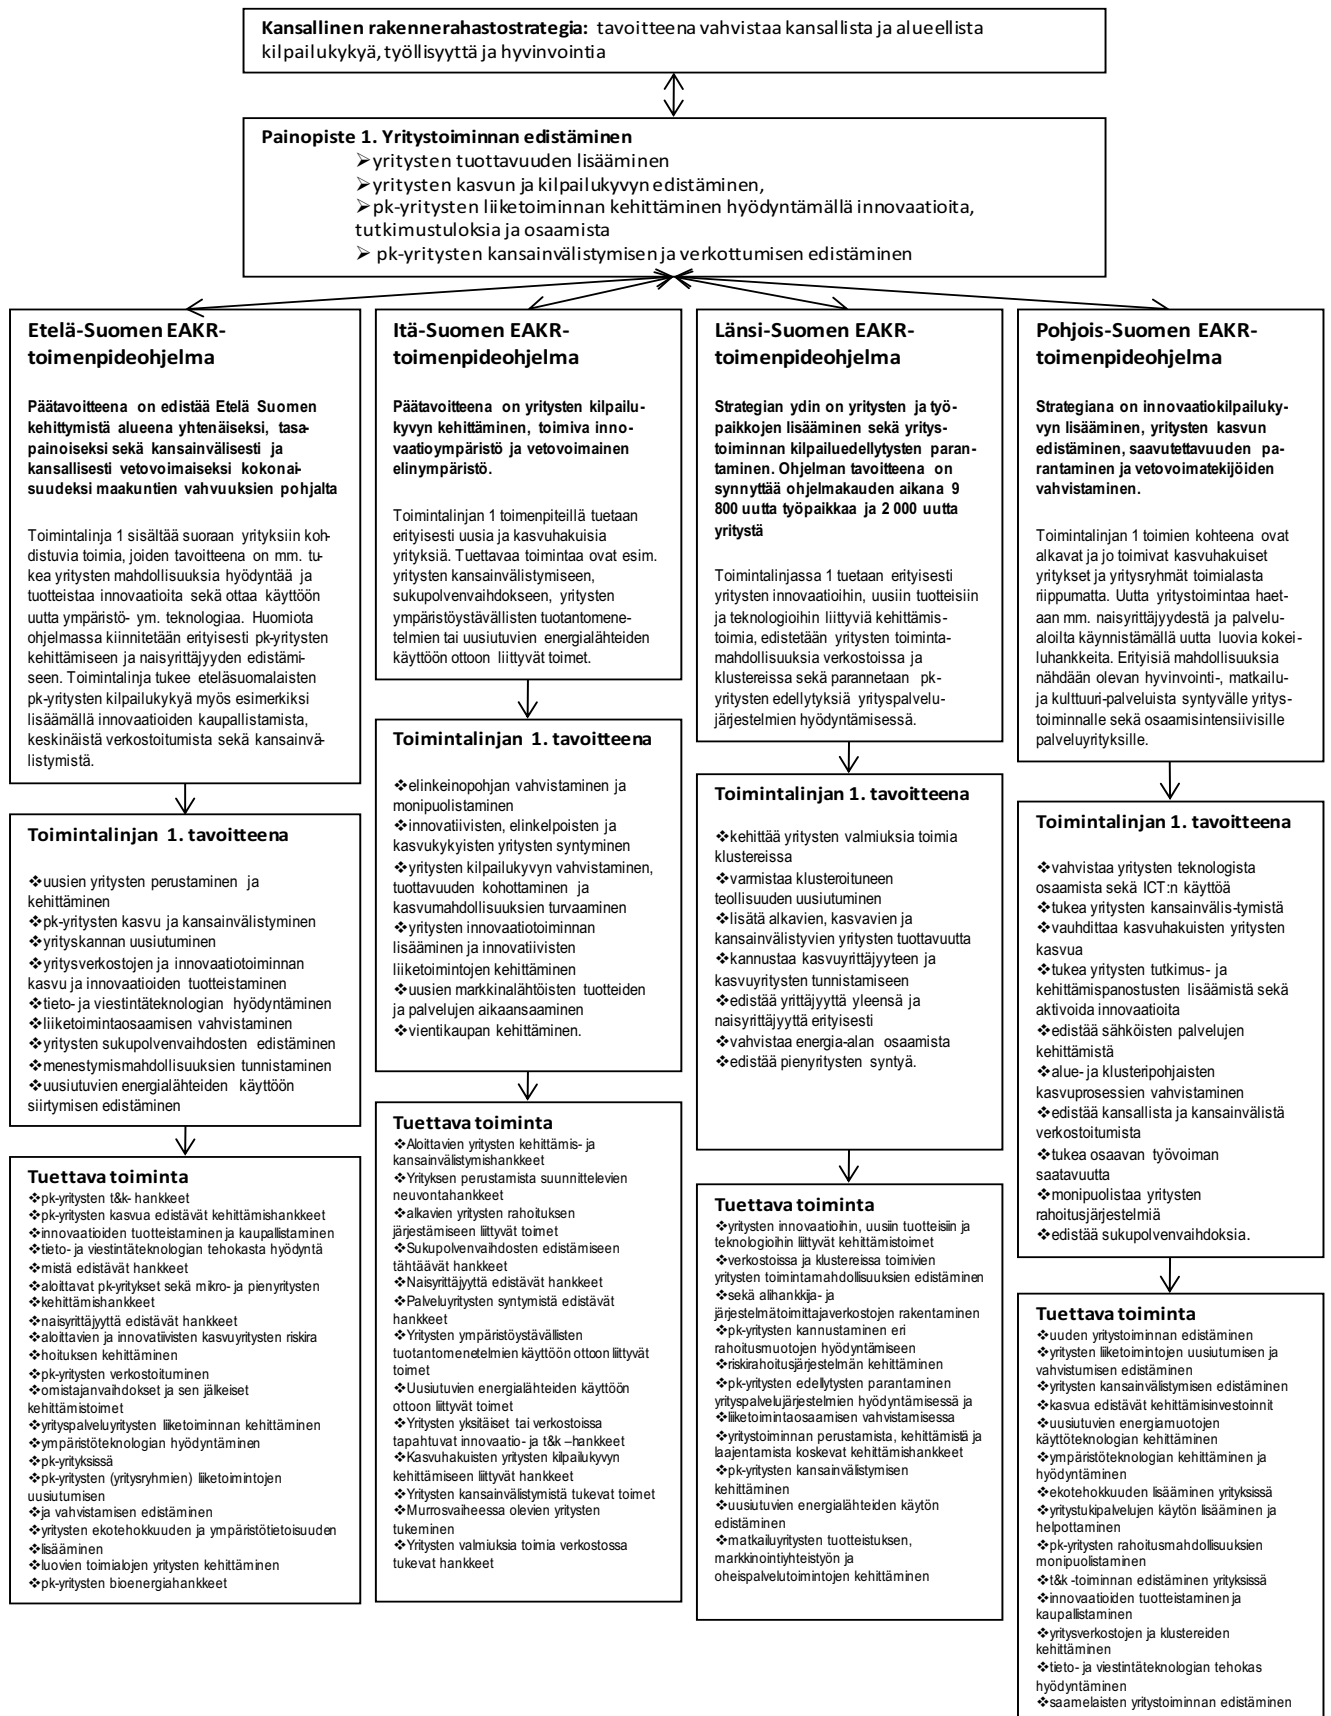 Kansallinen rakennerahastostrategia: tavoitteena vahvistaa kansallista ja alueellista
kilpailukykyä, työllisyyttä ja hyvinvointia
Painopiste 1. Yritystoiminnan edistäminen
➢yritysten tuottavuuden lisääminen
➢yritysten kasvun ja kilpailukyvyn edistäminen,
➢pk-yritysten liiketoiminnan kehittäminen hyödyntämällä innovaatioita,
tutkimustuloksia ja osaamista
➢ pk-yritysten kansainvälistymisen ja verkottumisen edistäminen
Etelä-Suomen EAKR-
toimenpideohjelma
Päätavoitteena on edistää Etelä Suomen
kehittymistä alueena yhtenäiseksi, tasa-
painoiseksi sekä kansainvälisesti ja
kansallisesti vetovoimaiseksi kokonai-
suudeksi maakuntien vahvuuksien pohjalta
Toimintalinja 1 sisältää suoraan yrityksiin koh-
distuvia toimia, joiden tavoitteena on mm. tu-
kea yritysten mahdollisuuksia hyödyntää ja
tuotteistaa innovaatioita sekä ottaa käyttöön
uutta ympäristö- ym. teknologiaa. Huomiota
ohjelmassa kiinnitetään erityisesti pk-yritysten
kehittämiseen ja naisyrittäjyyden edistämi-
seen. Toimintalinja tukee eteläsuomalaisten
pk-yritysten kilpailukykyä myös esimerkiksi
lisäämällä innovaatioiden kaupallistamista,
keskinäistä verkostoitumista sekä kansainvä-
listymistä.
Toimintalinjan 1. tavoitteena
❖uusien yritysten perustaminen ja
kehittäminen
❖pk-yritysten kasvu ja kansainvälistyminen
❖yrityskannan uusiutuminen
❖yritysverkostojen ja innovaatiotoiminnan
kasvu ja innovaatioiden tuotteistaminen
❖tieto- ja viestintäteknologian hyödyntäminen
❖liiketoimintaosaamisen vahvistaminen
❖yritysten sukupolvenvaihdosten edistäminen
❖menestymismahdollisuuksien tunnistaminen
❖uusiutuvien energialähteiden käyttöön
siirtymisen edistäminen
Tuettava toiminta
❖pk-yritysten t&k- hankkeet
❖pk-yritysten kasvua edistävät kehittämishankkeet
❖innovaatioiden tuotteistaminen ja kaupallistaminen
❖tieto- ja viestintäteknologian tehokasta hyödyntä
❖mistä edistävät hankkeet
❖aloittavat pk-yritykset sekä mikro- ja pienyritysten
❖kehittämishankkeet
❖naisyrittäjyyttä edistävät hankkeet
❖aloittavien ja innovatiivisten kasvuyritysten riskira
❖hoituksen kehittäminen
❖pk-yritysten verkostoituminen
❖omistajanvaihdokset ja sen jälkeiset
kehittämistoimet
❖yrityspalveluyritysten liiketoiminnan kehittäminen
❖ympäristöteknologian hyödyntäminen
❖pk-yrityksissä
❖pk-yritysten (yritysryhmien) liiketoimintojen
uusiutumisen
❖ja vahvistamisen edistäminen
❖yritysten ekotehokkuuden ja ympäristötietoisuuden
❖lisääminen
❖luovien toimialojen yritysten kehittäminen
❖pk-yritysten bioenergiahankkeet
Itä-Suomen EAKR-
toimenpideohjelma
Päätavoitteena on yritysten kilpailu-
kyvyn kehittäminen, toimiva inno-
vaatioympäristö ja vetovoimainen
elinympäristö.
Toimintalinjan 1 toimenpiteillä tuetaan
erityisesti uusia ja kasvuhakuisia
yrityksiä. Tuettavaa toimintaa ovat esim.
yritysten kansainvälistymiseen,
sukupolvenvaihdokseen, yritysten
ympäristöystävällisten tuotantomene-
telmien tai uusiutuvien energialähteiden
käyttöön ottoon liittyvät toimet.
Toimintalinjan 1. tavoitteena
❖elinkeinopohjan vahvistaminen ja
monipuolistaminen
❖innovatiivisten, elinkelpoisten ja
kasvukykyisten yritysten syntyminen
❖yritysten kilpailukyvyn vahvistaminen,
tuottavuuden kohottaminen ja
kasvumahdollisuuksien turvaaminen
❖yritysten innovaatiotoiminnan
lisääminen ja innovatiivisten
liiketoimintojen kehittäminen
❖uusien markkinalähtöisten tuotteiden
ja palvelujen aikaansaaminen
❖vientikaupan kehittäminen.
Tuettava toiminta
❖Aloittavien yritysten kehittämis- ja
kansainvälistymishankkeet
❖Yrityksen perustamista suunnittelevien
neuvontahankkeet
❖alkavien yritysten rahoituksen
järjestämiseen liittyvät toimet
❖Sukupolvenvaihdosten edistämiseen
tähtäävät hankkeet
❖Naisyrittäjyyttä edistävät hankkeet
❖Palveluyritysten syntymistä edistävät
hankkeet
❖Yritysten ympäristöystävällisten
tuotantomenetelmien käyttöön ottoon liittyvät
toimet
❖Uusiutuvien energialähteiden käyttöön
ottoon liittyvät toimet
❖Yritysten yksitäiset tai verkostoissa
tapahtuvat innovaatio- ja t&k –hankkeet
❖Kasvuhakuisten yritysten kilpailukyvyn
kehittämiseen liittyvät hankkeet
❖Yritysten kansainvälistymistä tukevat toimet
❖Murrosvaiheessa olevien yritysten
tukeminen
❖Yritysten valmiuksia toimia verkostossa
tukevat hankkeet
Länsi-Suomen EAKR-
toimenpideohjelma
Strategian ydin on yritysten ja työ-
paikkojen lisääminen sekä yritys-
toiminnan kilpailuedellytysten paran-
taminen. Ohjelman tavoitteena on
synnyttää ohjelmakauden aikana 9
800 uutta työpaikkaa ja 2 000 uutta
yritystä
Toimintalinjassa 1 tuetaan erityisesti
yritysten innovaatioihin, uusiin tuotteisiin
ja teknologioihin liittyviä kehittämis-
toimia, edistetään yritysten toiminta-
mahdollisuuksia verkostoissa ja
klustereissa sekä parannetaan pk-
yritysten edellytyksiä yrityspalvelu-
järjestelmien hyödyntämisessä.
Toimintalinjan 1. tavoitteena
❖kehittää yritysten valmiuksia toimia
klustereissa
❖varmistaa klusteroituneen
teollisuuden uusiutuminen
❖lisätä alkavien, kasvavien ja
kansainvälistyvien yritysten tuottavuutta
❖kannustaa kasvuyrittäjyyteen ja
kasvuyritysten tunnistamiseen
❖edistää yrittäjyyttä yleensä ja
naisyrittäjyyttä erityisesti
❖vahvistaa energia-alan osaamista
❖edistää pienyritysten syntyä.
Tuettava toiminta
❖yritysten innovaatioihin, uusiin tuotteisiin ja
teknologioihin liittyvät kehittämistoimet
❖verkostoissa ja klustereissa toimivien
yritysten toimintamahdollisuuksien edistäminen
❖sekä alihankkija- ja
järjestelmätoimittajaverkostojen rakentaminen
❖pk-yritysten kannustaminen eri
rahoitusmuotojen hyödyntämiseen
❖riskirahoitusjärjestelmän kehittäminen
❖pk-yritysten edellytysten parantaminen
yrityspalvelujärjestelmien hyödyntämisessä ja
❖liiketoimintaosaamisen vahvistamisessa
❖yritystoiminnan perustamista, kehittämistä ja
laajentamista koskevat kehittämishankkeet
❖pk-yritysten kansainvälistymisen
kehittäminen
❖uusiutuvien energialähteiden käytön
edistäminen
❖matkailuyritysten tuotteistuksen,
markkinointiyhteistyön ja
oheispalvelutoimintojen kehittäminen
Pohjois-Suomen EAKR-
toimenpideohjelma
Strategiana on innovaatiokilpailuky-
vyn lisääminen, yritysten kasvun
edistäminen, saavutettavuuden pa-
rantaminen ja vetovoimatekijöiden
vahvistaminen.
Toimintalinjan 1 toimien kohteena ovat
alkavat ja jo toimivat kasvuhakuiset
yritykset ja yritysryhmät toimialasta
riippumatta. Uutta yritystoimintaa haet-
aan mm. naisyrittäjyydestä ja palvelu-
aloilta käynnistämällä uutta luovia kokei-
luhankkeita. Erityisiä mahdollisuuksia
nähdään olevan hyvinvointi-, matkailu-
ja kulttuuri-palveluista syntyvälle yritys-
toiminnalle sekä osaamisintensiivisille
palveluyrityksille.
Toimintalinjan 1. tavoitteena
❖vahvistaa yritysten teknologista
osaamista sekä ICT:n käyttöä
❖tukea yritysten kansainvälis-tymistä
❖vauhdittaa kasvuhakuisten yritysten
kasvua
❖tukea yritysten tutkimus- ja
kehittämispanostusten lisäämistä sekä
aktivoida innovaatioita
❖edistää sähköisten palvelujen
kehittämistä
❖alue- ja klusteripohjaisten
kasvuprosessien vahvistaminen
❖edistää kansallista ja kansainvälistä
verkostoitumista
❖tukea osaavan työvoiman
saatavuutta
❖monipuolistaa yritysten
rahoitusjärjestelmiä
❖edistää sukupolvenvaihdoksia.
Tuettava toiminta
❖uuden yritystoiminnan edistäminen
❖yritysten liiketoimintojen uusiutumisen ja
vahvistumisen edistäminen
❖yritysten kansainvälistymisen edistäminen
❖kasvua edistävät kehittämisinvestoinnit
❖uusiutuvien energiamuotojen
käyttöteknologian kehittäminen
❖ympäristöteknologian kehittäminen ja
hyödyntäminen
❖ekotehokkuuden lisääminen yrityksissä
❖yritystukipalvelujen käytön lisääminen ja
helpottaminen
❖pk-yritysten rahoitusmahdollisuuksien
monipuolistaminen
❖t&k -toiminnan edistäminen yrityksissä
❖innovaatioiden tuotteistaminen ja
kaupallistaminen
❖yritysverkostojen ja klustereiden
kehittäminen
❖tieto- ja viestintäteknologian tehokas
hyödyntäminen
❖saamelaisten yritystoiminnan edistäminen